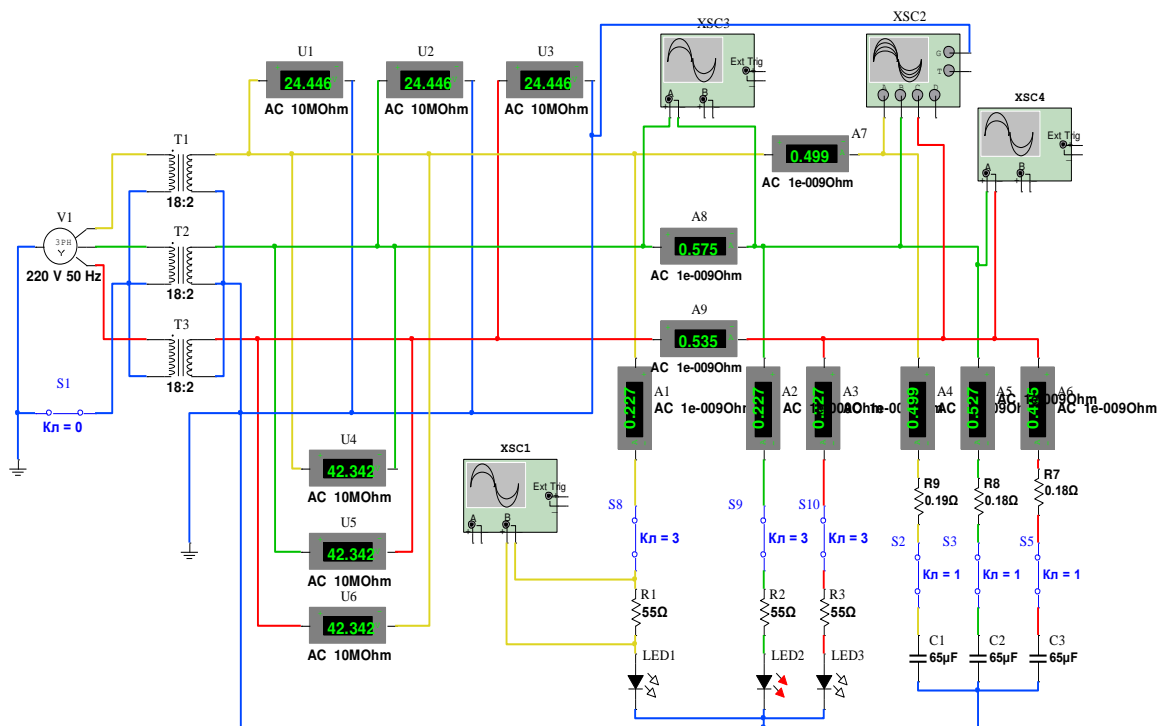 XSC3
XSC2
U1
U2
U3
24.446
24.446
24.446
AC 10MOhm
AC 10MOhm
AC 10MOhm
Ext Trig
A
B
G
T
A
B
C
D
XSC4
Ext Trig
A
B
T1
A7
0.499
AC 1e-009Ohm
18:2
V1
3PH
Y
220 V 50 Hz
T2
18:2
A8
0.575
AC 1e-009Ohm
T3
18:2
A9
0.535
AC 1e-009Ohm
S1
Кл = 0
0.227
A1
AC 1e-009Ohm
0.227
A2
0.227
A3
0.499
A4
0.527
A5
A6
AC 1e-009Ohm
U4
42.342
AC 10MOhm
U5
42.342
AC 10MOhm
U6
42.342
AC 10MOhm
XSC1
Ext Trig
A
B
S8
Кл = 3
S9
Кл = 3
S10
Кл = 3
R9
0.19Ω
R8
0.18Ω
R7
0.18Ω
S2
Кл = 1
S3
Кл = 1
S5
Кл = 1
R1
55Ω
R2
55Ω
R3
55Ω
C1
65µF
C2
65µF
C3
65µF
LED1
LED2
LED3